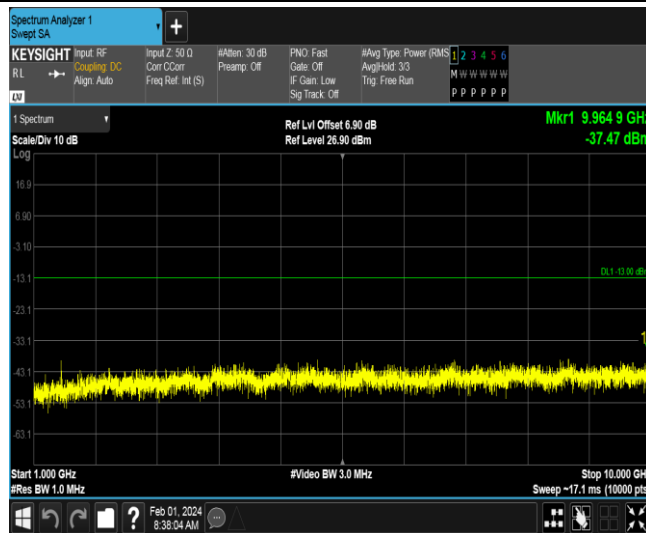 Spectrum Analyzer 1
Swept SA
KEYSIGHT Input: RF Input Z: 50 Ω #Atten: 30 dB PNO: Fast #Avg Type: Power (RMS 1 2 3 4 5 6
RL Coupling: DC Corr CCorr Preamp: Off Gate: Off Avg|Hold: 3/3 M W W W W W
Align: Auto Freq Ref: Int (S) IF Gain: Low Trig: Free Run
LXI Sig Track: Off P P P P P P
1 Spectrum Ref Lvl Offset 6.90 dB Mkr1 9.964 9 GHz
Scale/Div 10 dB Ref Level 26.90 dBm -37.47 dBm
Log
16.9
6.90
-3.10
DL1 -13.00 dBm
-13.1
-23.1
-33.1 1
-43.1
-53.1
-63.1
Start 1.000 GHz #Video BW 3.0 MHz Stop 10.000 GH
#Res BW 1.0 MHz Sweep ~17.1 ms (10000 pts
? Feb 01, 2024
8:38:04 AM